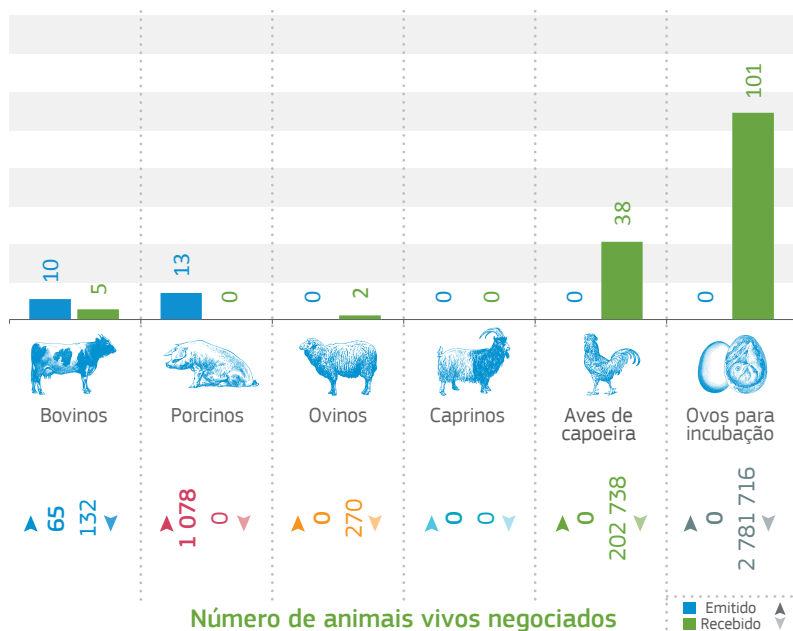 10
5
13
0
0
2
0
0
0
38
0
101
Bovinos
Porcinos
Ovinos
Caprinos
Aves de
capoeira
Ovos para
incubação
65
132
1 078
0
0
270
0
0
0
202 738
0
2 781 716
Número de animais vivos negociados
Emitido
Recebido